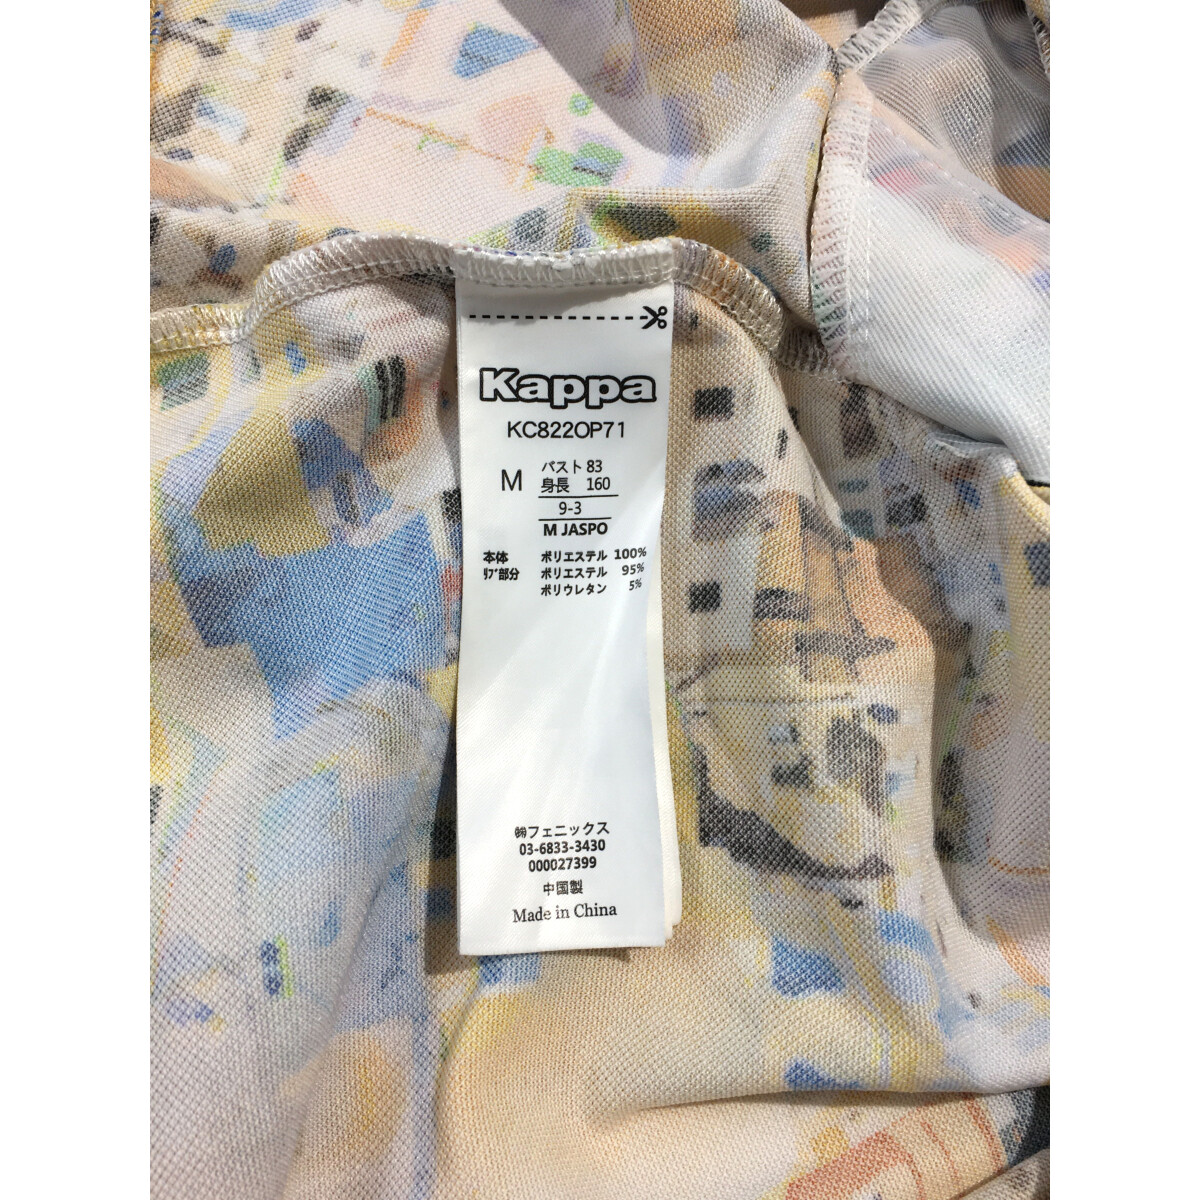 Kappa
KC822OP71
M バスト 83
身長 160
9-3
M JASPO
本体 ポリエステル 100%
ﾘﾌﾞ部分 ポリエステル 95%
ポリウレタン 5%
㈱フェニックス
03-6833-3430
000027399
中国製
Made in China